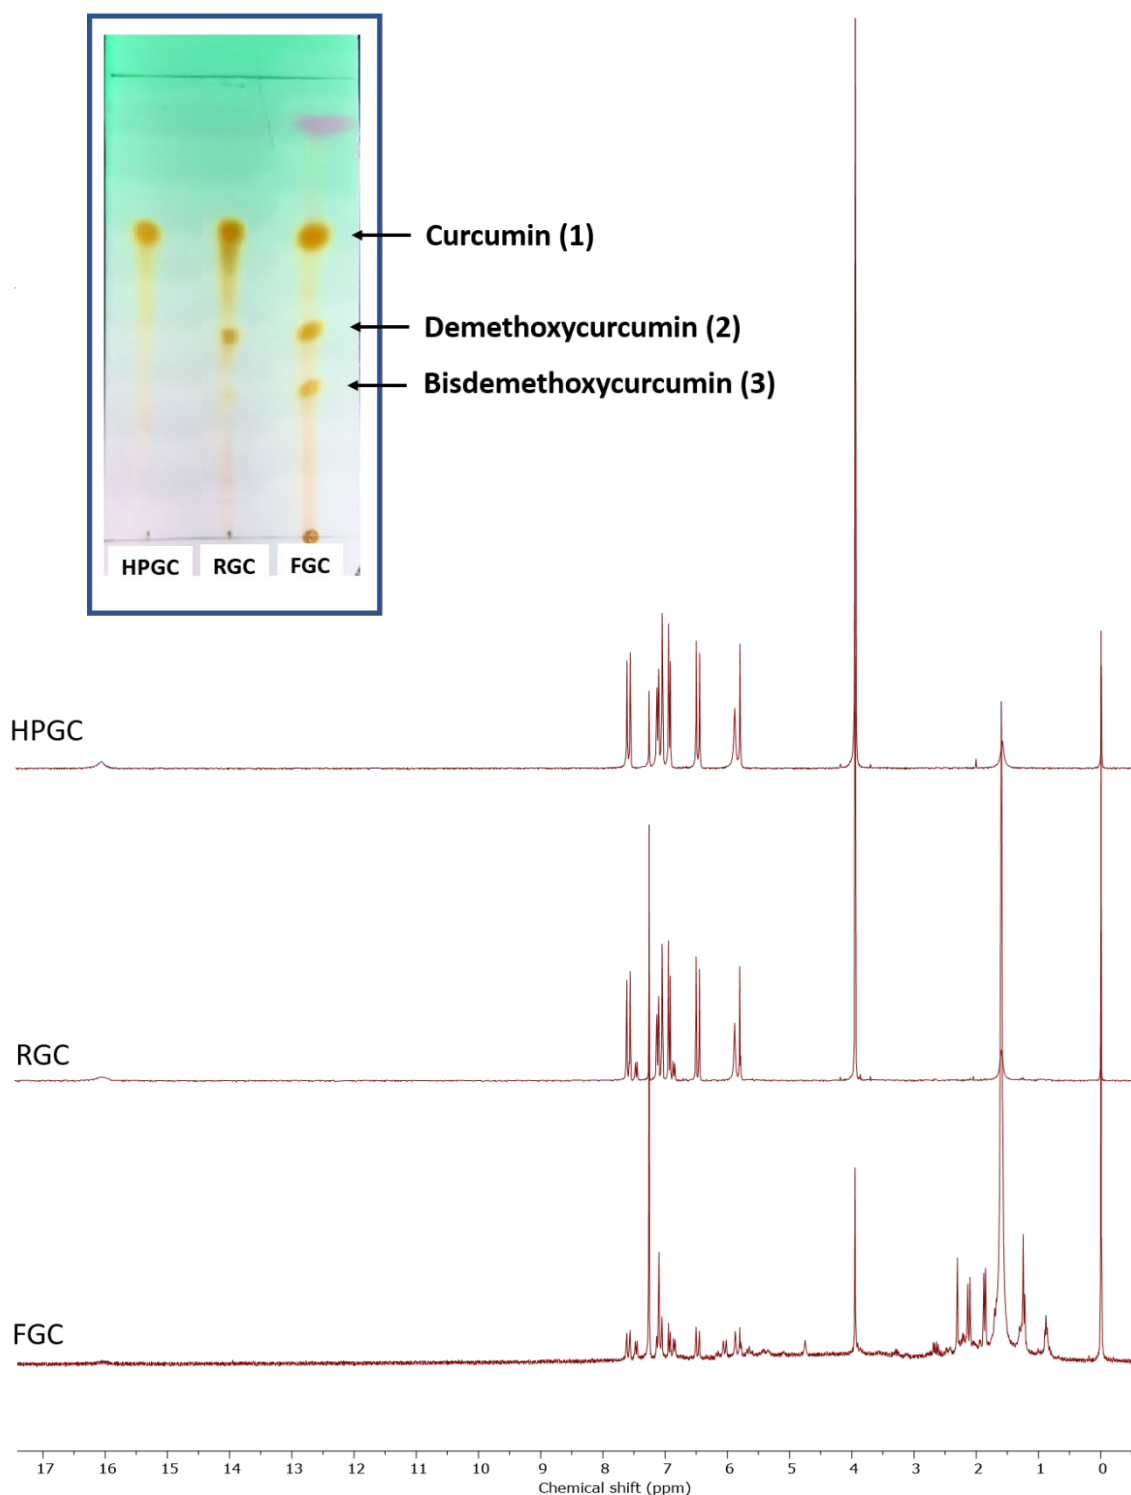 Curcumin (1)
Demethoxycurcumin (2)
Bisdemethoxycurcumin (3)
HPGC RGC FGC
HPGC
RGC
FGC
17 16 15 14 13 12 11 10 9 8 7 6 5 4 3 2 1 0
Chemical shift (ppm)